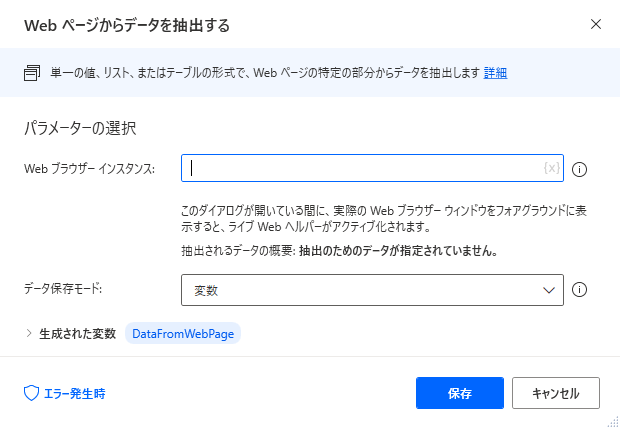 Web ページからデータを抽出する
単一の値、リスト、またはテーブルの形式で、Web ページの特定の部分からデータを抽出します 詳細
パラメーターの選択
Web ブラウザー インスタンス:
{x}
このダイアログが開いている間に、実際の Web ブラウザー ウィンドウをフォアグラウンドに表
示すると、ライブ Web ヘルパーがアクティブ化されます。
抽出されるデータの概要: 抽出のためのデータが指定されていません。
データ保存モード:
変数
生成された変数 DataFromWebPage
エラー発生時
保存
キャンセル